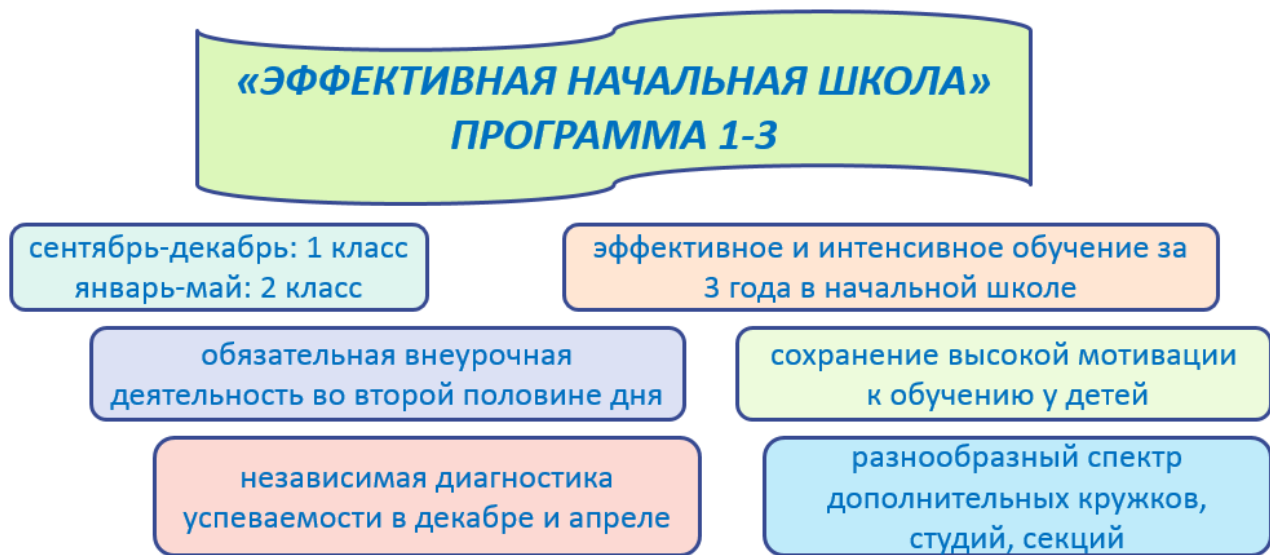 «ЭФФЕКТИВНАЯ НАЧАЛЬНАЯ ШКОЛА»
ПРОГРАММА 1-3
сентябрь-декабрь: 1 класс
январь-май: 2 класс
эффективное и интенсивное обучение за
3 года в начальной школе
обязательная внеурочная
деятельность во второй половине дня
сохранение высокой мотивации
к обучению у детей
независимая диагностика
успеваемости в декабре и апреле
разнообразный спектр
дополнительных кружков,
студий, секций